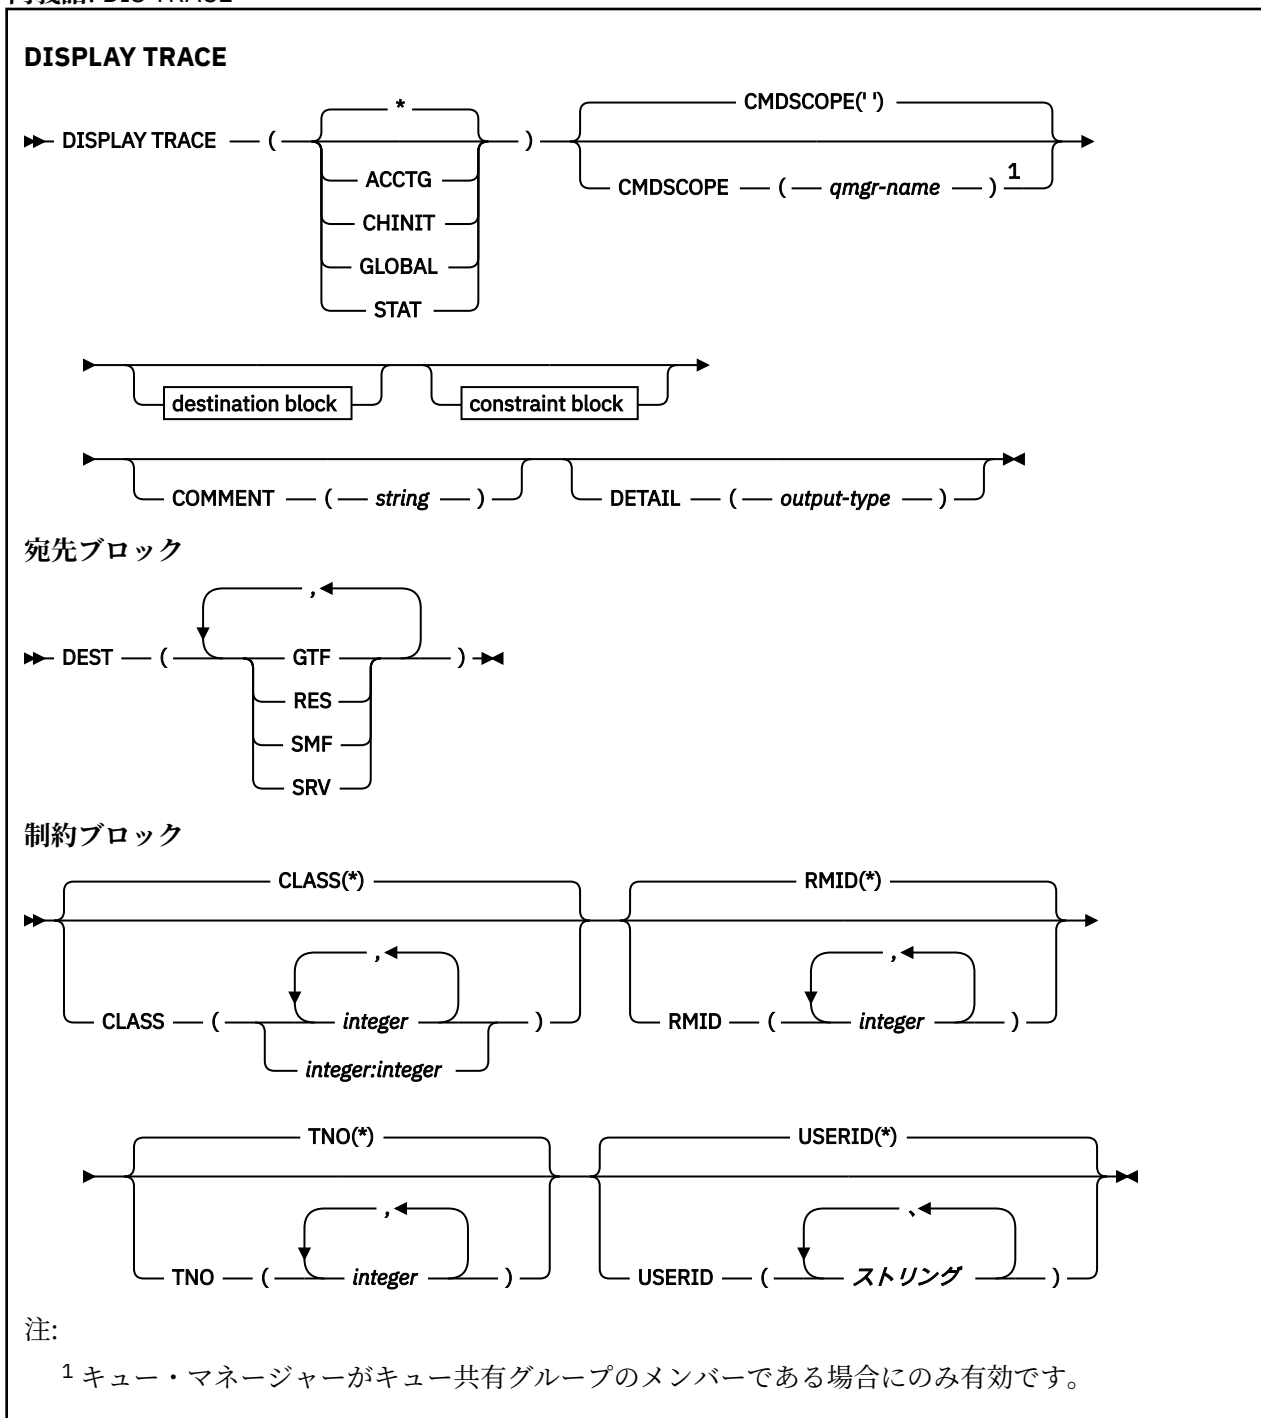 DISPLAY TRACE
*
CMDSCOPE(' ')
DISPLAY TRACE ( )
ACCTG
CMDSCOPE ( qmgr-name ) 1
CHINIT
GLOBAL
STAT
destination block constraint block
COMMENT ( string ) DETAIL ( output-type )
宛先ブロック
,
DEST ( GTF )
RES
SMF
SRV
制約ブロック
CLASS(*) RMID(*)
, ,
CLASS ( integer ) RMID ( integer )
integer:integer
TNO(*) USERID(*)
, 、
TNO ( integer ) USERID ( ストリング )
注:
1 キュー・マネージャーがキュー共有グループのメンバーである場合にのみ有効です。